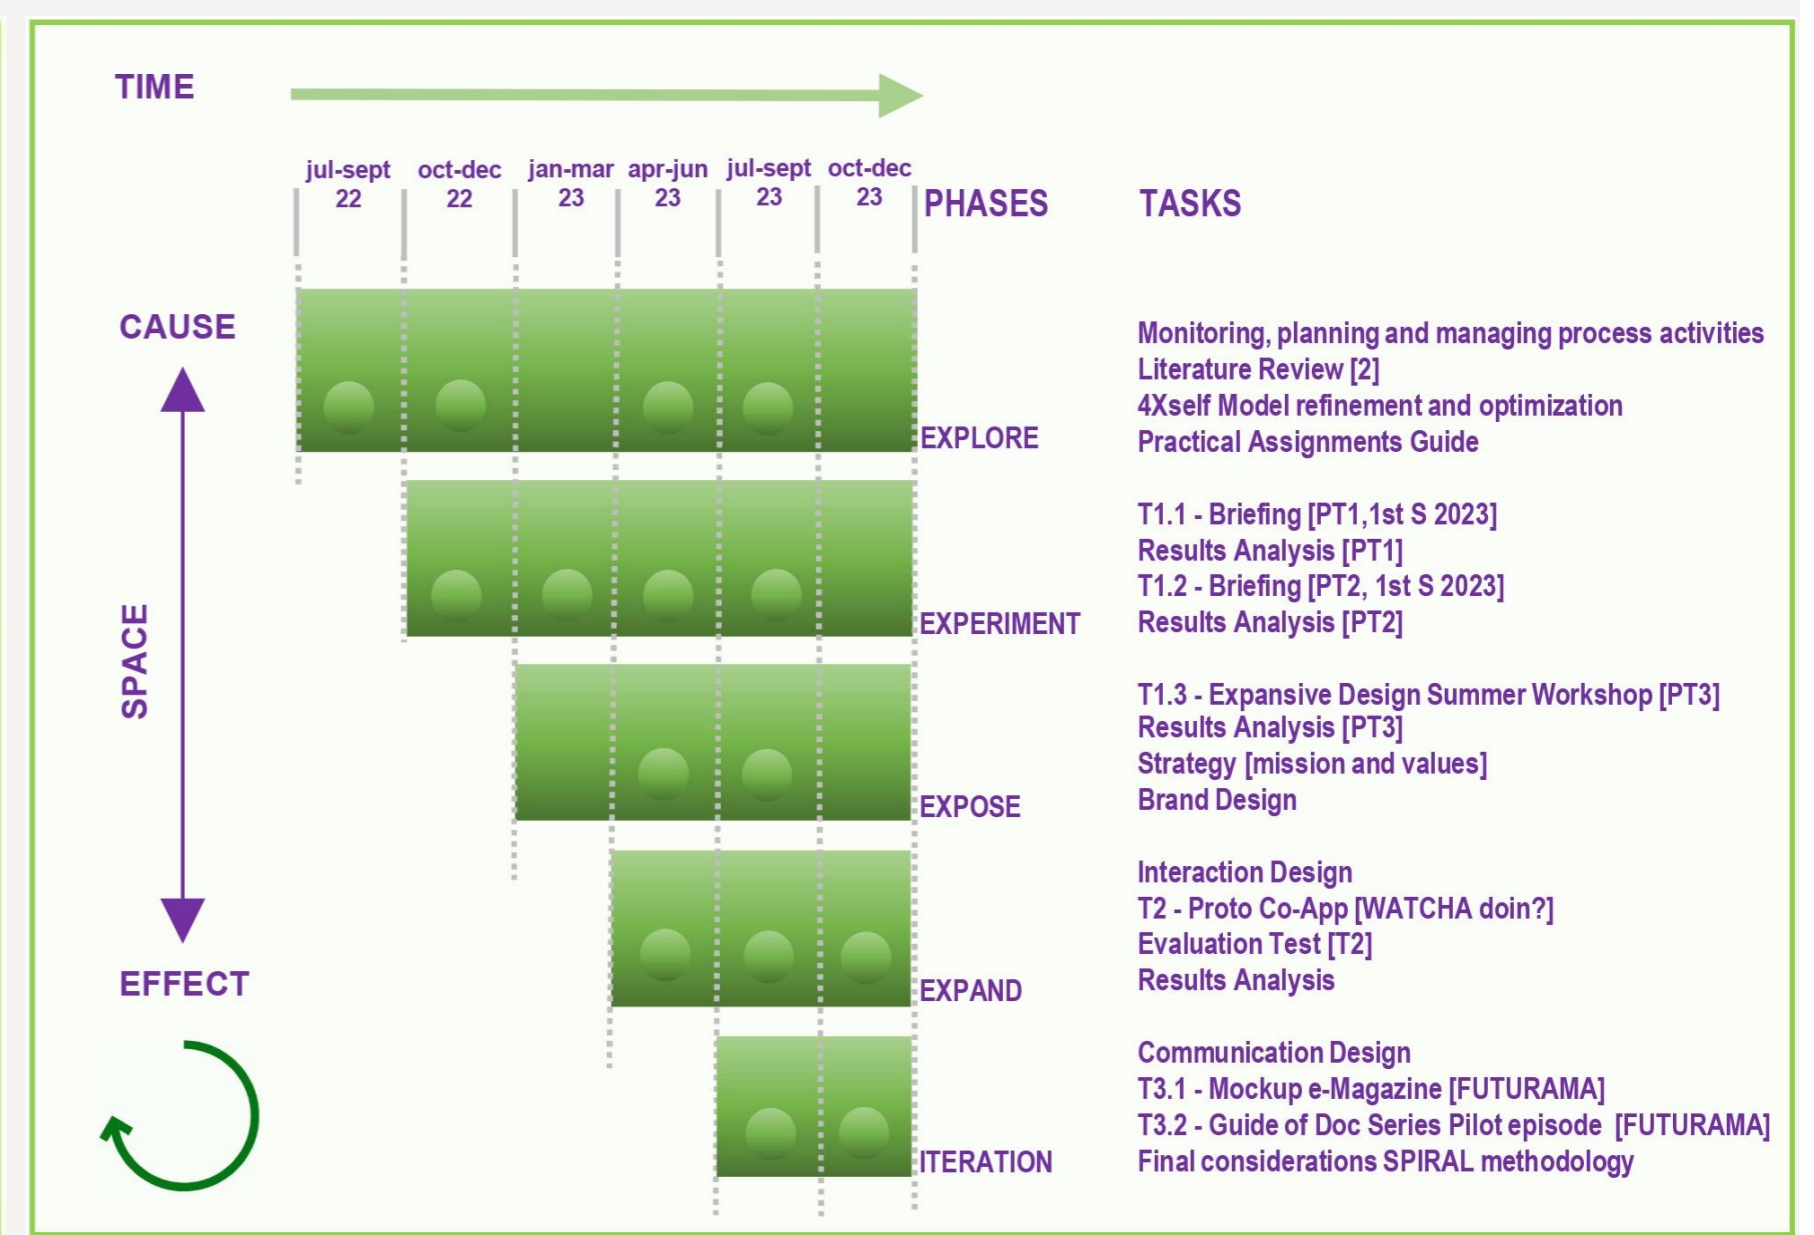 TIME
jul-sept
22
oct-dec
22
jan-mar
23
apr-jun
23
jul-sept
23
oct-dec
23
PHASES
TASKS
CAUSE
SPACE
EFFECT
EXPLORE
Monitoring, planning and managing process activities
Literature Review [2]
4Xself Model refinement and optimization
Practical Assignments Guide
EXPERIMENT
T1.1 - Briefing [PT1,1st S 2023]
Results Analysis [PT1]
T1.2 - Briefing [PT2, 1st S 2023]
Results Analysis [PT2]
EXPOSE
T1.3 - Expansive Design Summer Workshop [PT3]
Results Analysis [PT3]
Strategy [mission and values]
Brand Design
EXPAND
Interaction Design
T2 - Proto Co-App [WATCHA doin?]
Evaluation Test [T2]
Results Analysis
ITERATION
Communication Design
T3.1 - Mockup e-Magazine [FUTURAMA]
T3.2 - Guide of Doc Series Pilot episode [FUTURAMA]
Final considerations SPIRAL methodology